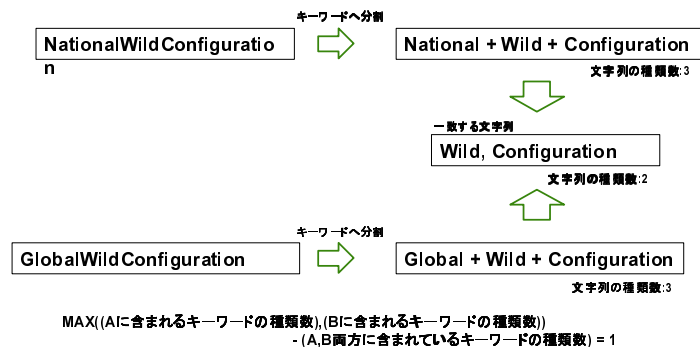 キーワードへ分割
NationalWildConfiguratio
n
National + Wild + Configuration
文字列の種類数:3
一致する文字列
Wild, Configuration
文字列の種類数:2
キーワードへ分割
GlobalWildConfiguration
Global + Wild + Configuration
文字列の種類数:3
MAX((Aに含まれるキーワードの種類数),(Bに含まれるキーワードの種類数))
- (A,B両方に含まれているキーワードの種類数) = 1